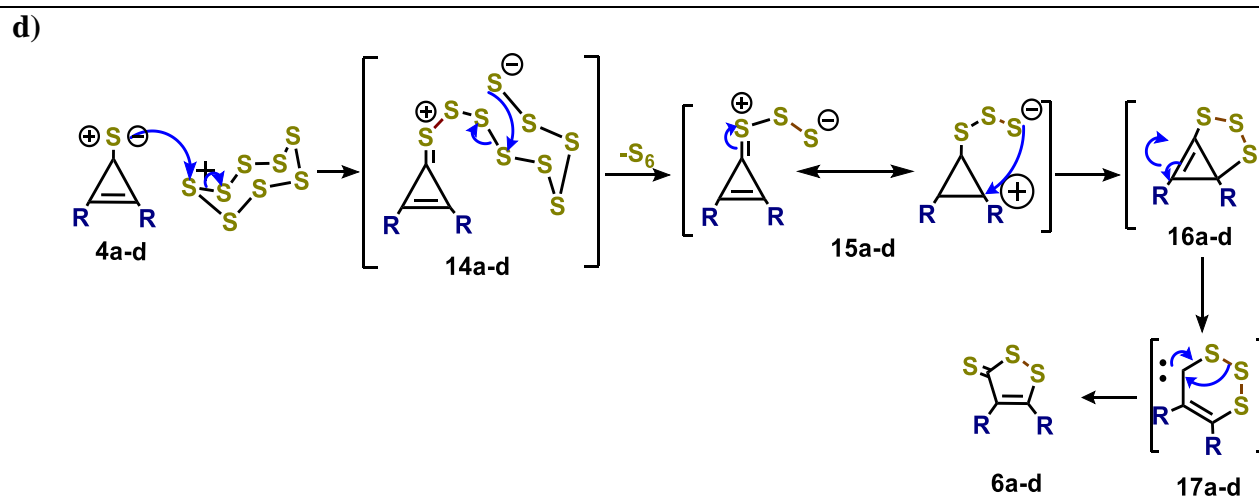 d)
⊕ S ⊖ R R 4a-d
S S S S S S S S +
⊕ S S S S S S S S S ⊖ R R 14a-d
-S6
⊕ S S S ⊖ R R
15a-d
S S S ⊖ R R ⊕
S S S R R 16a-d
S S S R R 6a-d
: S S S R R 17a-d